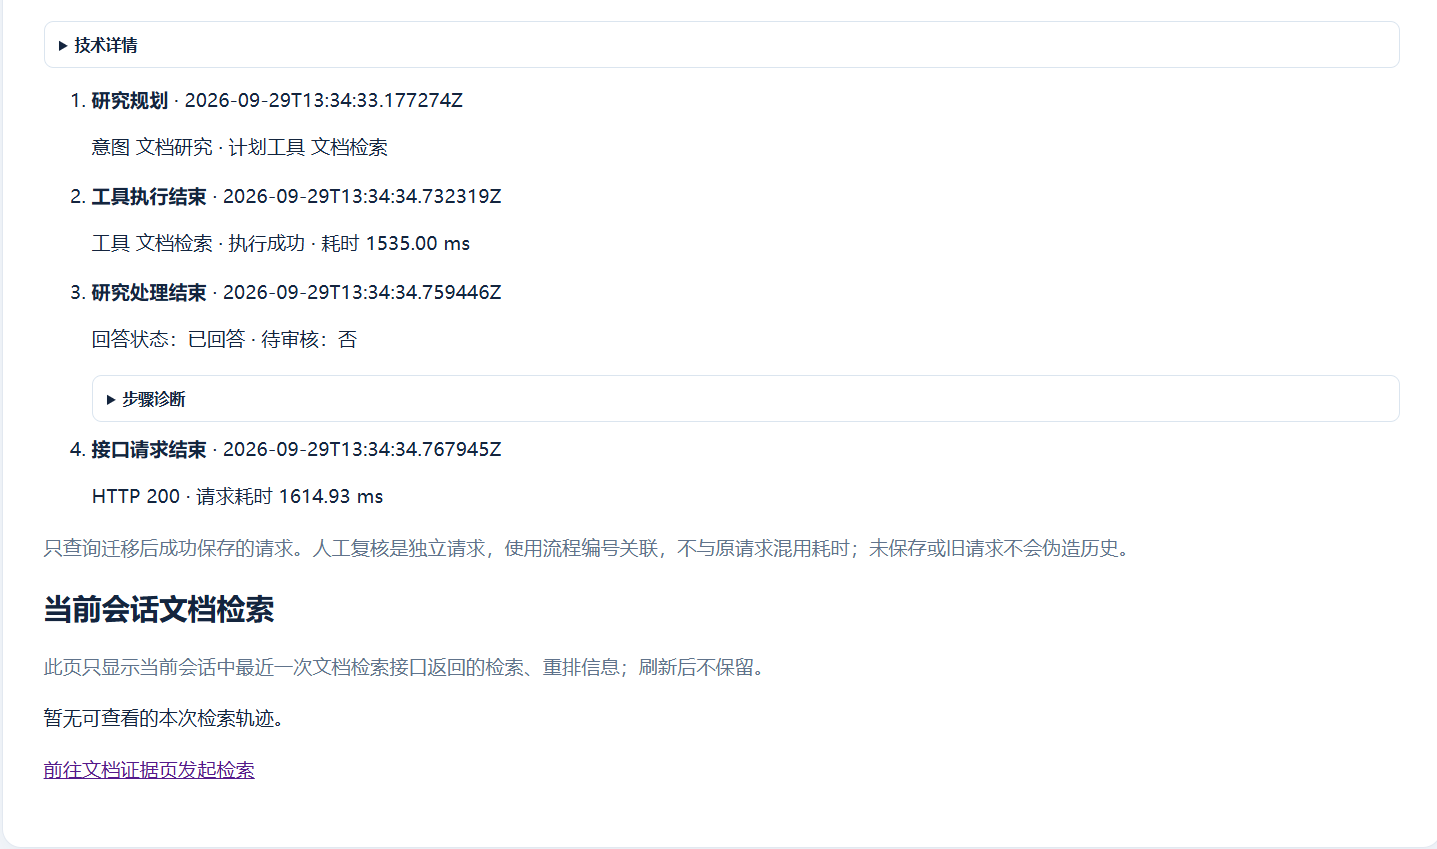 ▶ 技术详情
1. 研究规划 · 2026-09-29T13:34:33.177274Z
意图 文档研究 · 计划工具 文档检索
2. 工具执行结束 · 2026-09-29T13:34:34.732319Z
工具 文档检索 · 执行成功 · 耗时 1535.00 ms
3. 研究处理结束 · 2026-09-29T13:34:34.759446Z
回答状态：已回答 · 待审核：否
▶ 步骤诊断
4. 接口请求结束 · 2026-09-29T13:34:34.767945Z
HTTP 200 · 请求耗时 1614.93 ms
只查询迁移后成功保存的请求。人工复核是独立请求，使用流程编号关联，不与原请求混用耗时；未保存或旧请求不会伪造历史。
当前会话文档检索
此页只显示当前会话中最近一次文档检索接口返回的检索、重排信息；刷新后不保留。
暂无可查看的本次检索轨迹。
前往文档证据页发起检索